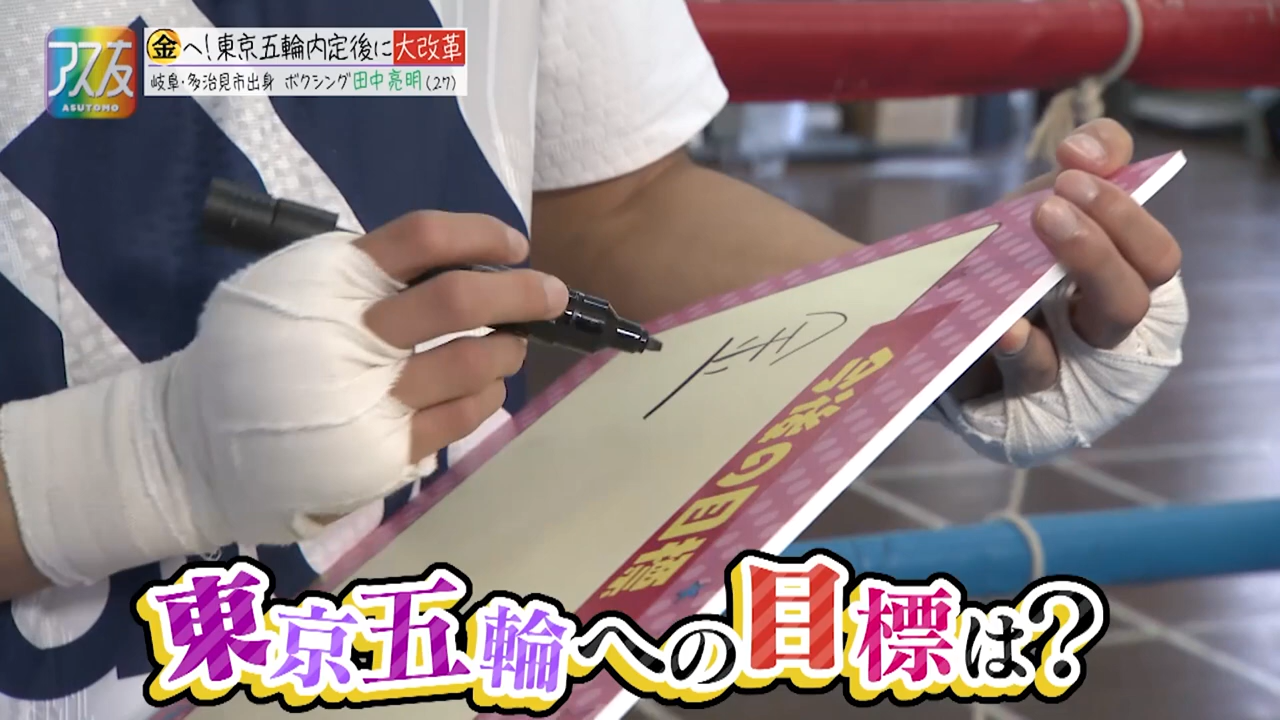 アス友
ASUTOMO
金へ!東京五輪内定後に大改革
岐阜・多治見市出身 ボクシング田中亮明(27)
今後の目標
東京五輪への目標は?